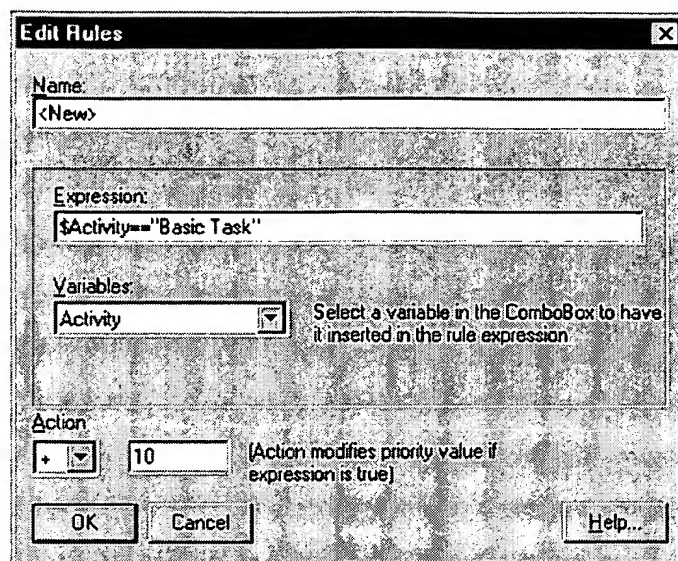 Edit Rules
Name:
<New>
Expression:
$Activity=="Basic Task"
Variables:
Activity
Select a variable in the ComboBox to have
it inserted in the rule expression
Action
+ 10 (Action modifies priority value if
expression is true)
OK Cancel Help...